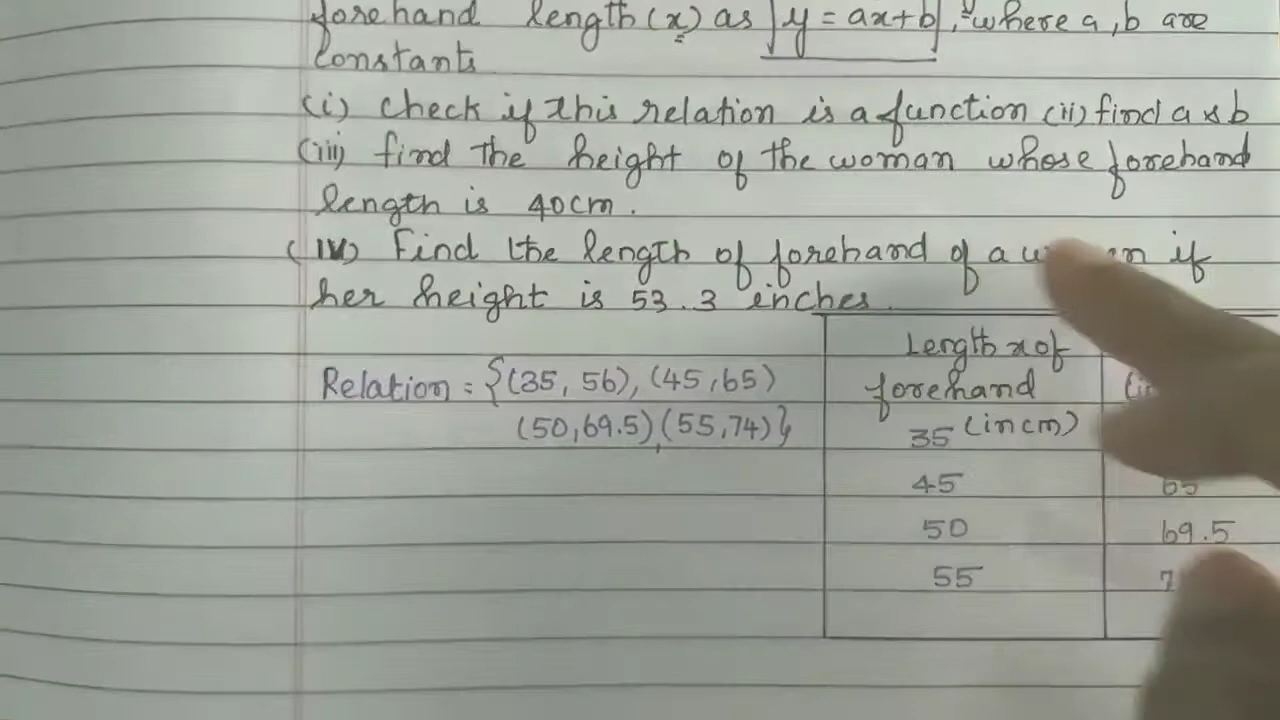 forehand length(x) as y = ax+b, where a, b are
constants
(i) check if this relation is a function (ii) find a & b
(iii) find the height of the woman whose forehand
length is 40cm.
(iv) Find the length of forehand of a if
her height is 53.3 inches.
Length x of
forehand
(in cm)
Relation = {(35, 56), (45, 65)
(50, 69.5), (55, 74)}
35
45 65
50 69.5
55 7